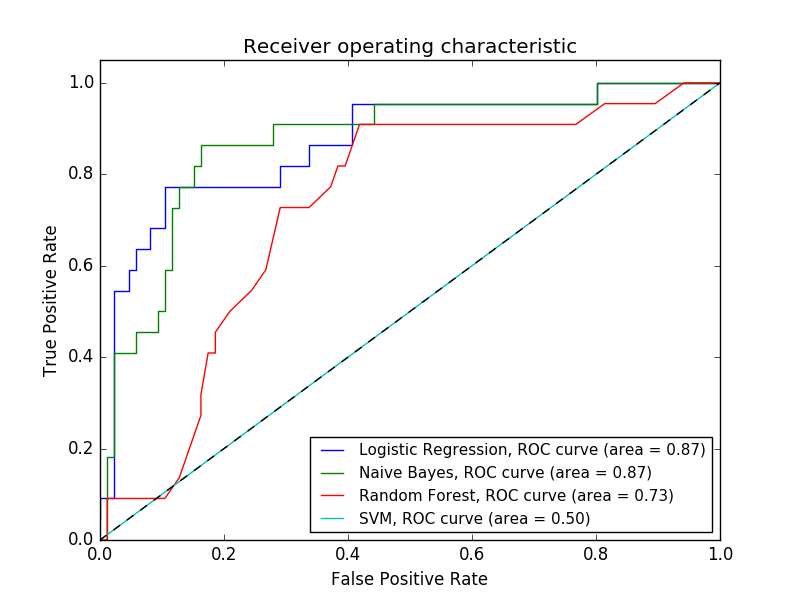 Receiver operating characteristic
True Positive Rate
1.0
0.8
0.6
0.4
0.2
0.0
Logistic Regression, ROC curve (area = 0.87)
Naive Bayes, ROC curve (area = 0.87)
Random Forest, ROC curve (area = 0.73)
SVM, ROC curve (area = 0.50)
0.0 0.2 0.4 0.6 0.8 1.0
False Positive Rate